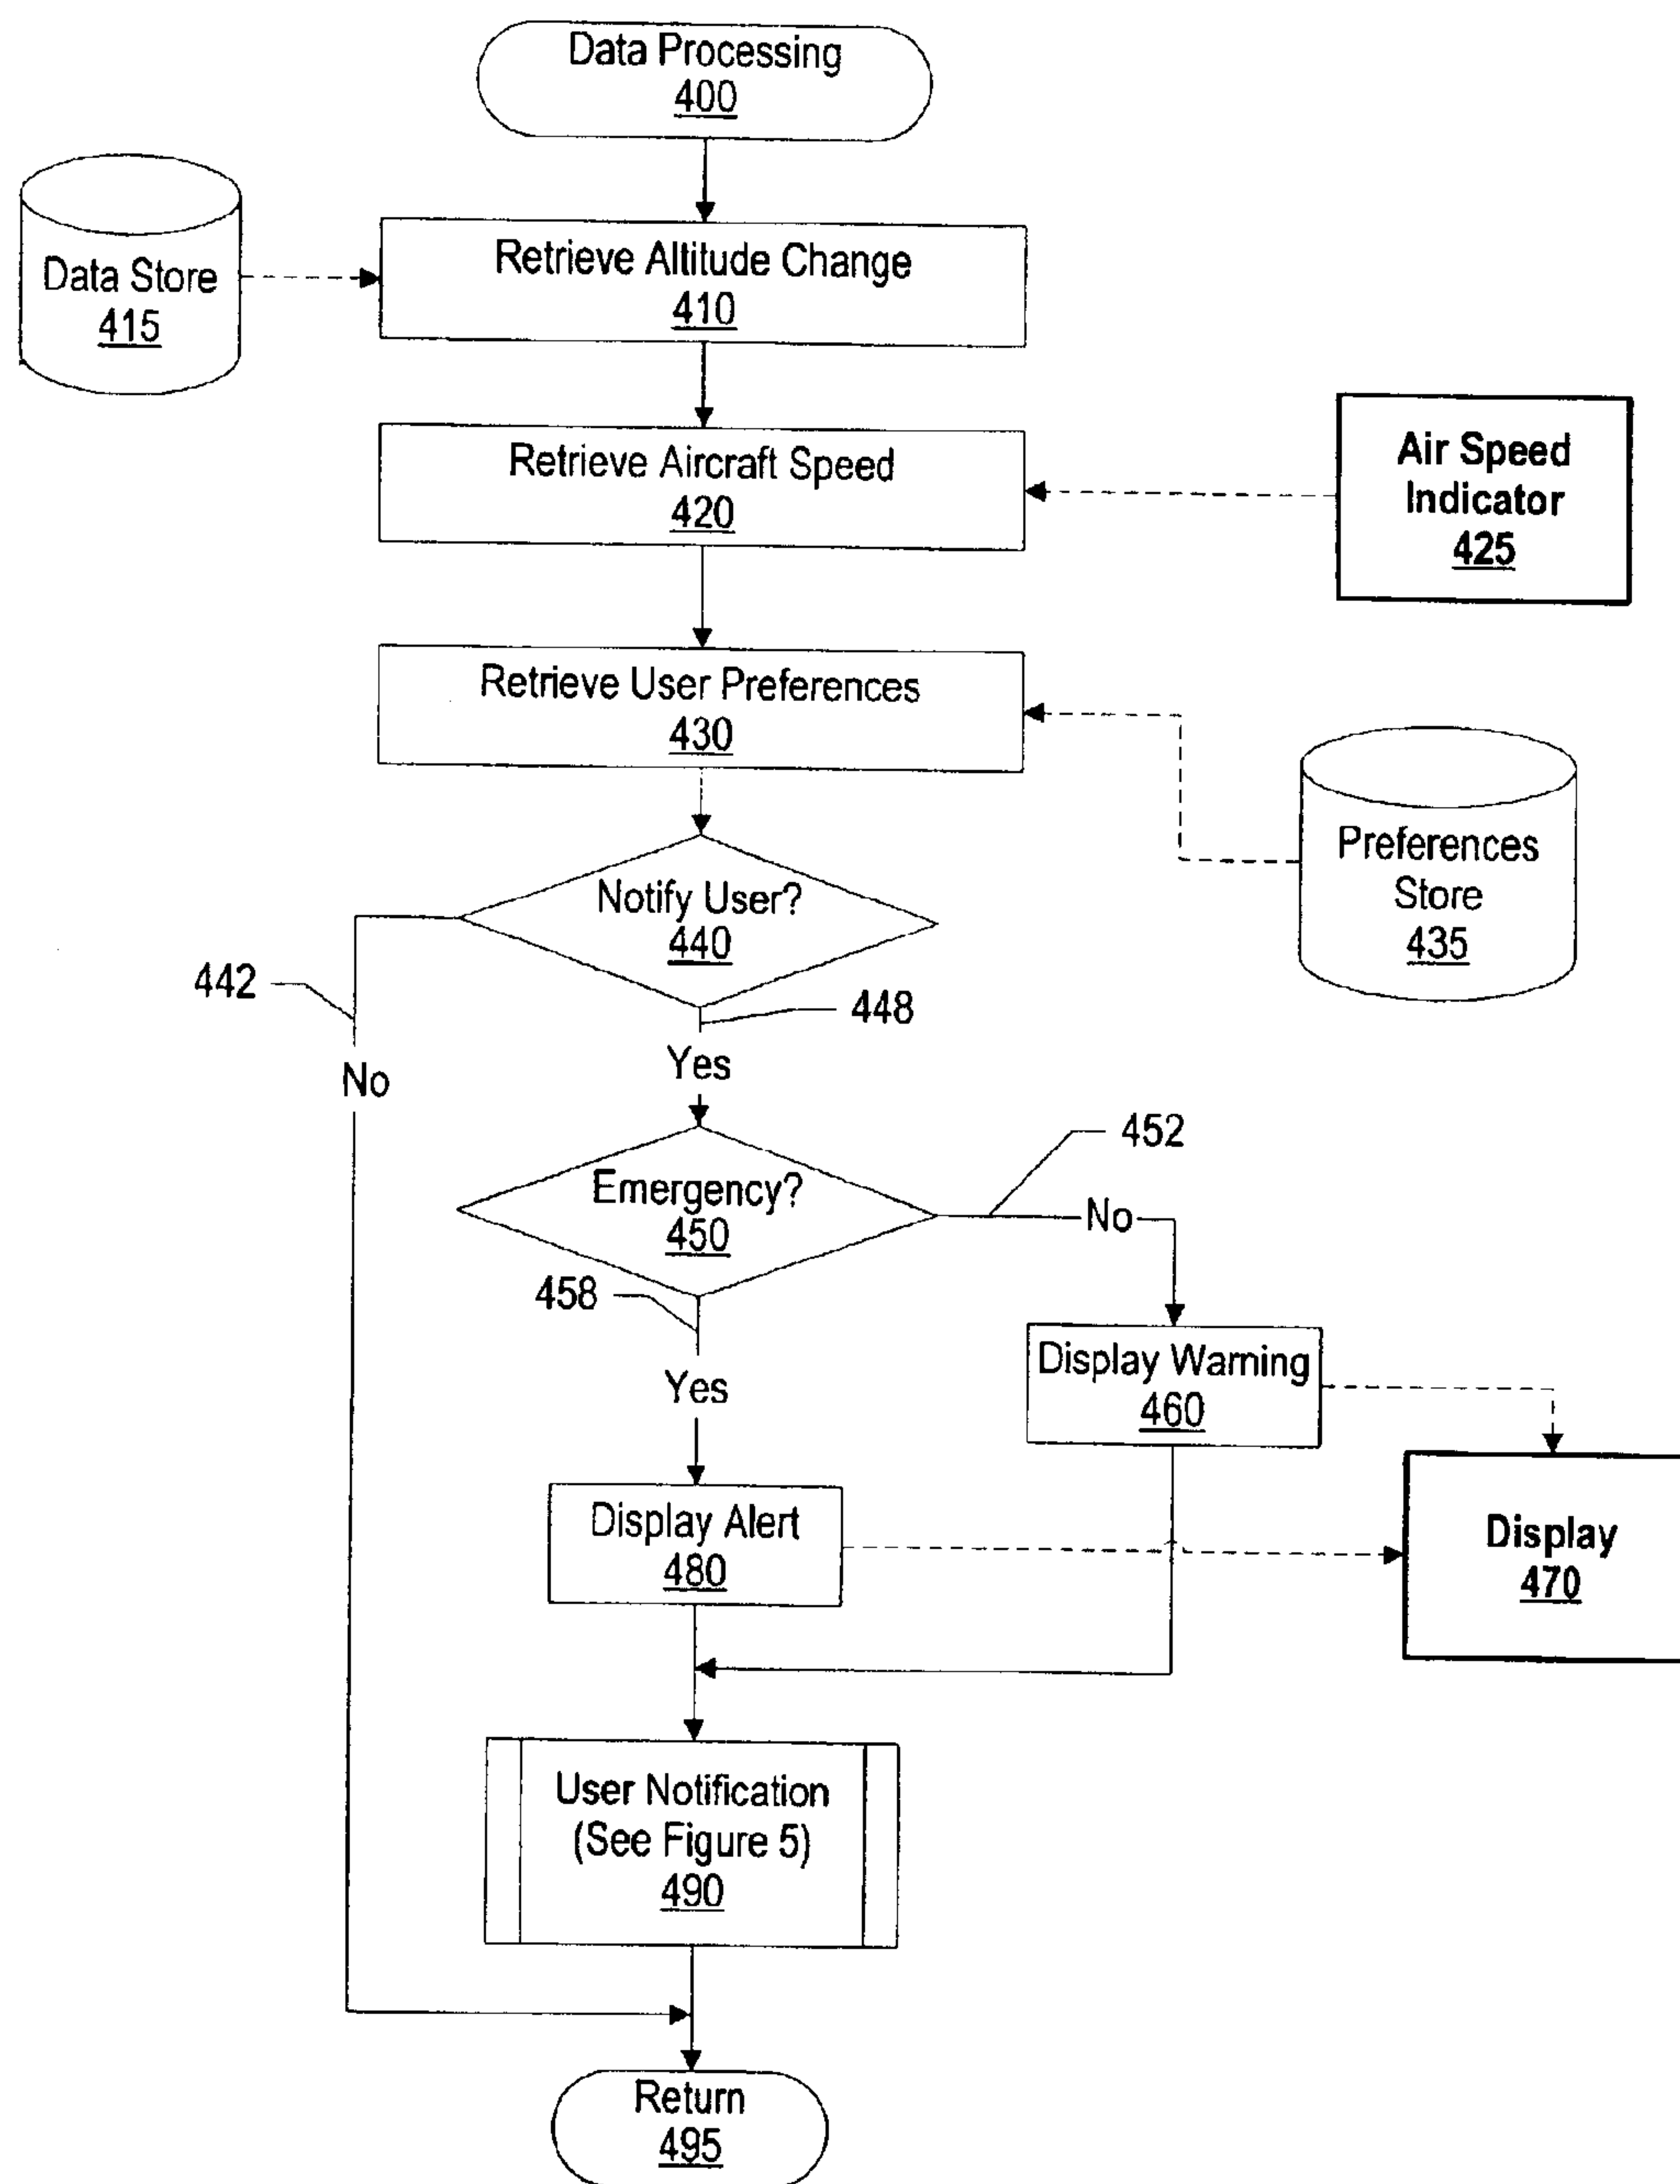 Data Processing
400
Data Store
415
Retrieve Altitude Change
410
Retrieve Aircraft Speed
420
Air Speed
Indicator
425
Retrieve User Preferences
430
Preferences
Store
435
Notify User?
440
442
448
No
Yes
Emergency?
450
452
No
458
Yes
Display Warning
460
Display Alert
480
Display
470
User Notification
(See Figure 5)
490
Return
495